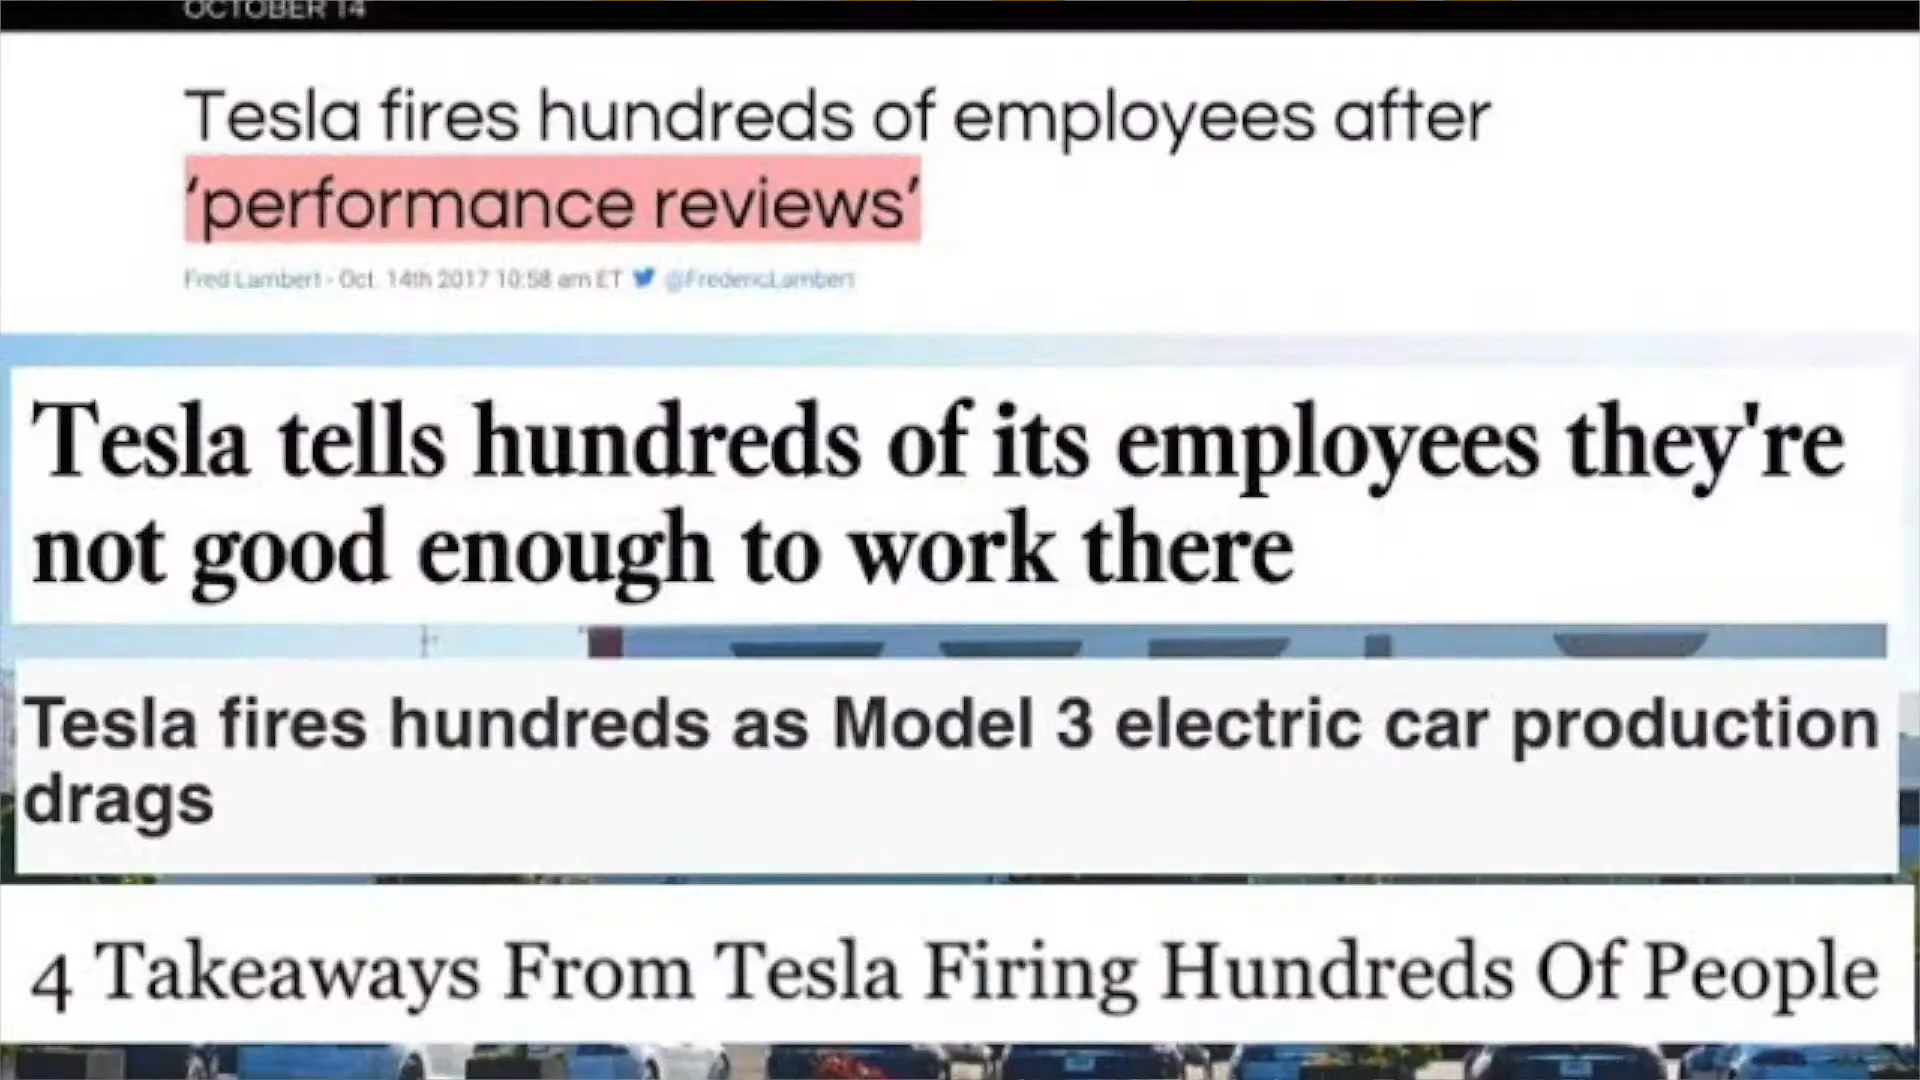 OCTOBER 14
Tesla fires hundreds of employees after
‘performance reviews’
Fred Lambert - Oct. 14th 2017 10:58 am ET @FredericLambert
Tesla tells hundreds of its employees they're
not good enough to work there
Tesla fires hundreds as Model 3 electric car production
drags
4 Takeaways From Tesla Firing Hundreds Of People